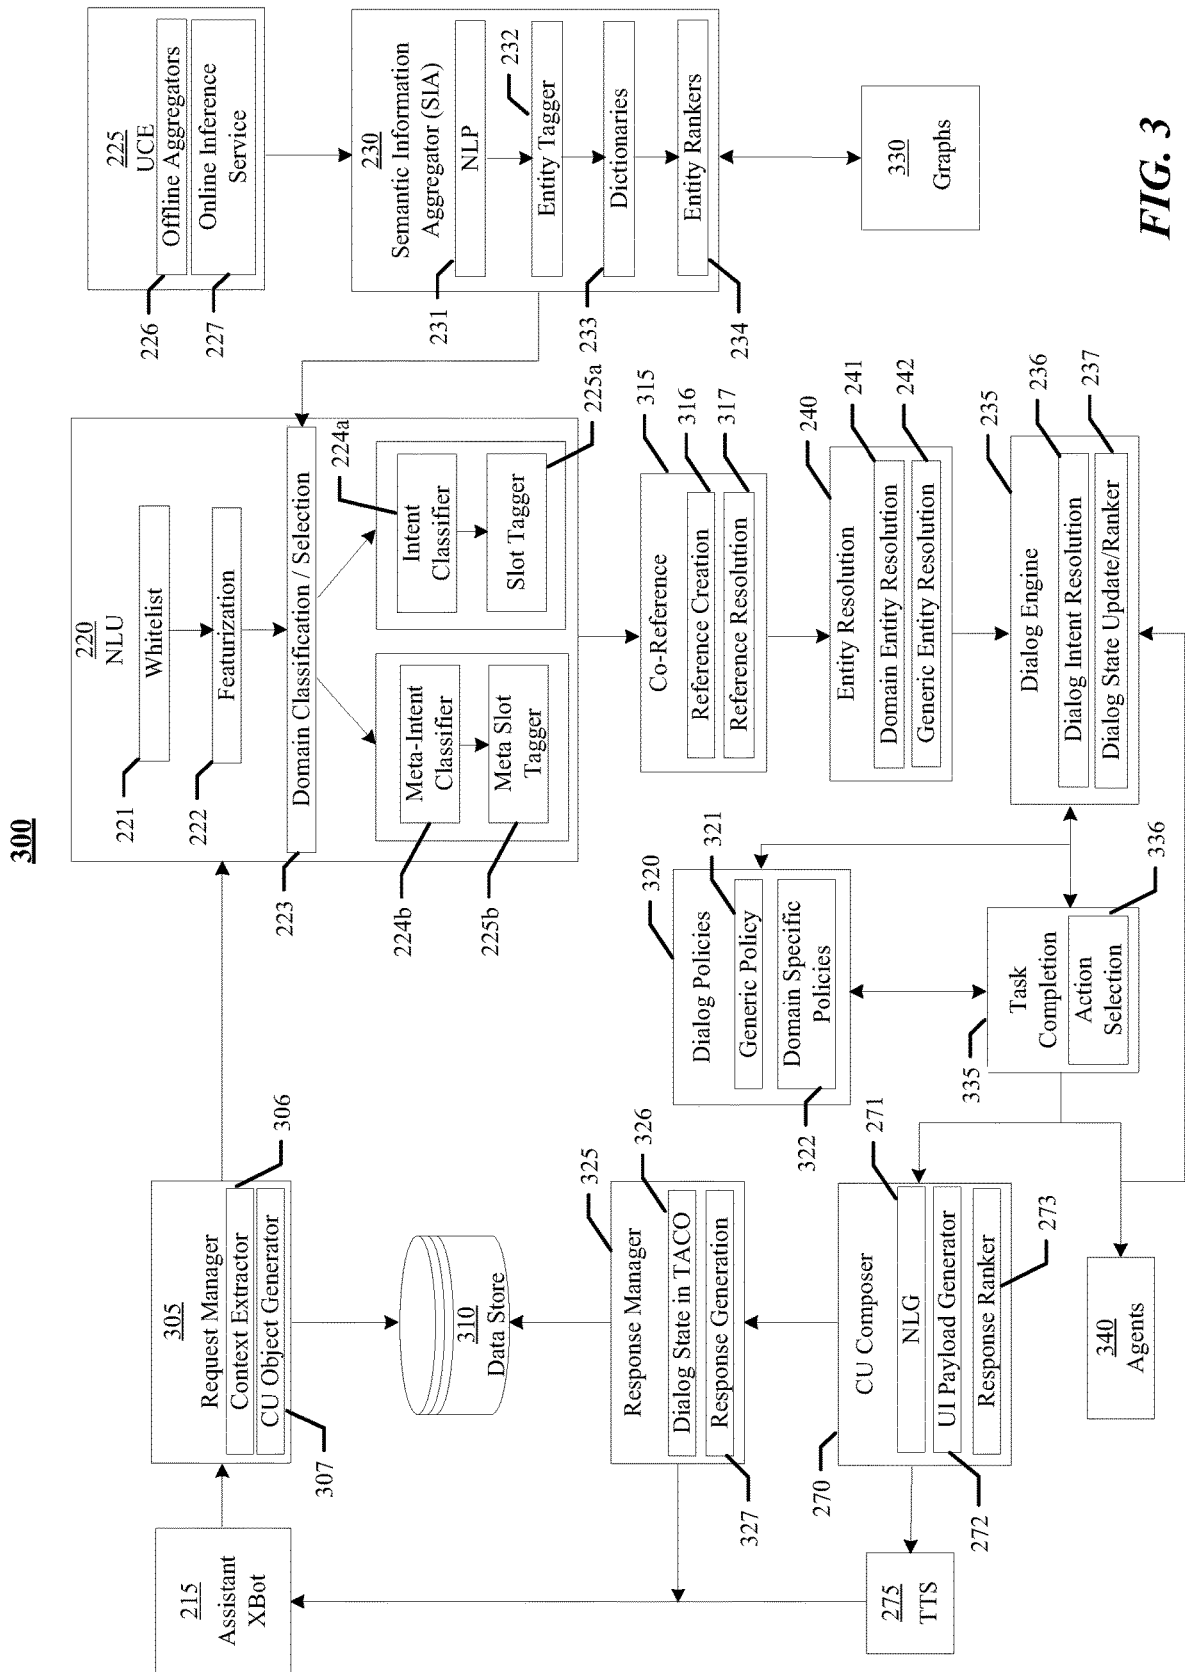 300
215
Assistant
XBot
305
Request Manager
Context Extractor
CU Object Generator
306
307
310
Data Store
220
NLU
Whitelist
221
Featurization
222
Domain Classification / Selection
223
Meta-Intent
Classifier
224b
Meta Slot
Tagger
225b
Intent
Classifier
224a
Slot Tagger
225a
225
UCE
Offline Aggregators
Online Inference
Service
226
227
230
Semantic Information
Aggregator (SIA)
NLP
231
Entity Tagger
232
Dictionaries
233
Entity Rankers
234
330
Graphs
Co-Reference
Reference Creation
Reference Resolution
315
316
317
Entity Resolution
Domain Entity Resolution
Generic Entity Resolution
240
241
242
Dialog Engine
Dialog Intent Resolution
Dialog State Update/Ranker
235
236
237
Dialog Policies
Generic Policy
Domain Specific
Policies
320
321
322
Task
Completion
Action
Selection
335
336
Response Manager
Dialog State in TACO
Response Generation
325
326
327
CU Composer
NLG
UI Payload Generator
Response Ranker
270
271
272
273
275
TTS
340
Agents
FIG. 3